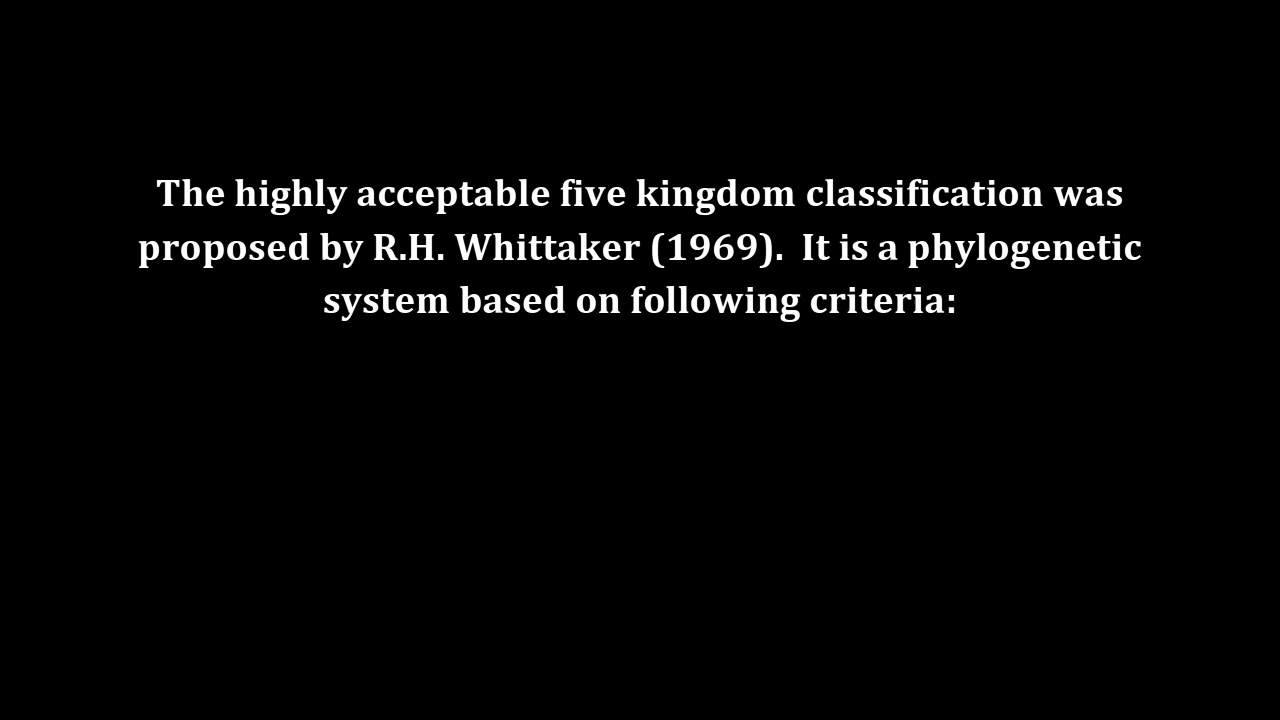 The highly acceptable five kingdom classification was
proposed by R.H. Whittaker (1969).  It is a phylogenetic
system based on following criteria: